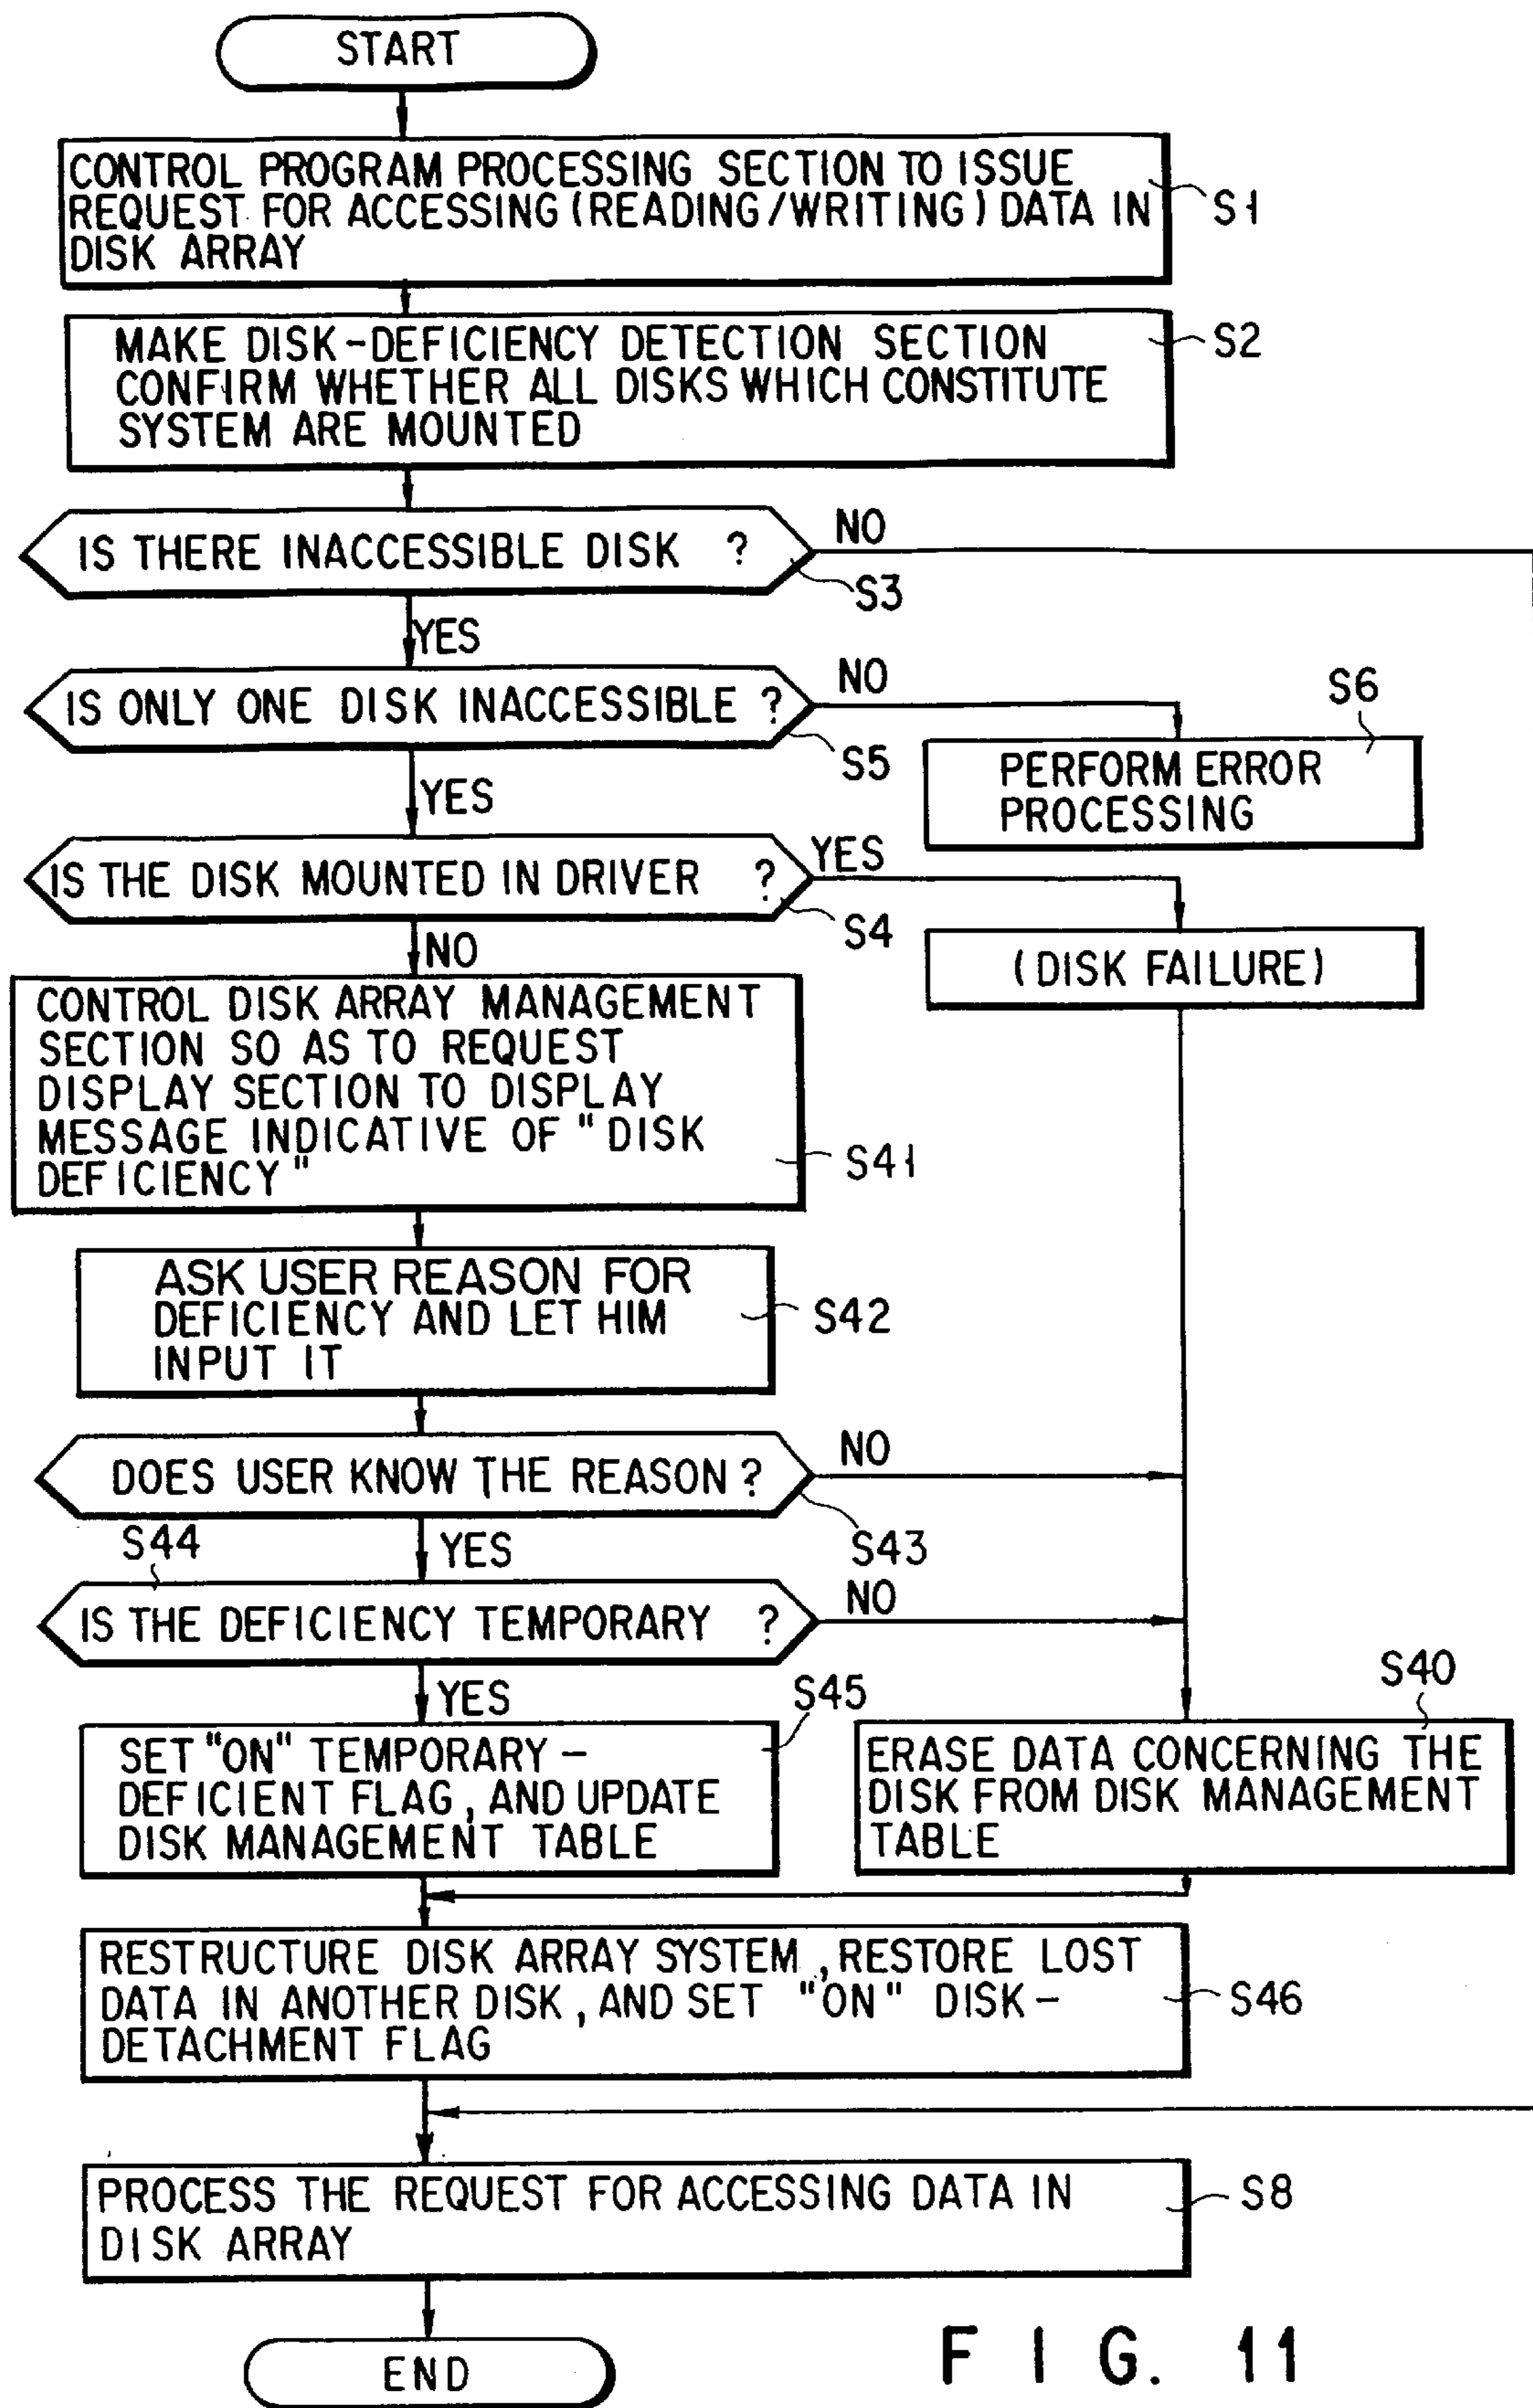 START
CONTROL PROGRAM PROCESSING SECTION TO ISSUE
REQUEST FOR ACCESSING (READING/WRITING) DATA IN
DISK ARRAY
S1
MAKE DISK-DEFICIENCY DETECTION SECTION
CONFIRM WHETHER ALL DISKS WHICH CONSTITUTE
SYSTEM ARE MOUNTED
S2
IS THERE INACCESSIBLE DISK ?
NO
S3
YES
IS ONLY ONE DISK INACCESSIBLE ?
NO
S5
S6
PERFORM ERROR
PROCESSING
YES
IS THE DISK MOUNTED IN DRIVER ?
YES
S4
(DISK FAILURE)
NO
CONTROL DISK ARRAY MANAGEMENT
SECTION SO AS TO REQUEST
DISPLAY SECTION TO DISPLAY
MESSAGE INDICATIVE OF "DISK
DEFICIENCY"
S41
ASK USER REASON FOR
DEFICIENCY AND LET HIM
INPUT IT
S42
DOES USER KNOW THE REASON ?
NO
S43
YES
S44
IS THE DEFICIENCY TEMPORARY ?
NO
YES
S45
SET "ON" TEMPORARY-
DEFICIENT FLAG, AND UPDATE
DISK MANAGEMENT TABLE
S40
ERASE DATA CONCERNING THE
DISK FROM DISK MANAGEMENT
TABLE
RESTRUCTURE DISK ARRAY SYSTEM, RESTORE LOST
DATA IN ANOTHER DISK, AND SET "ON" DISK-
DETACHMENT FLAG
S46
PROCESS THE REQUEST FOR ACCESSING DATA IN
DISK ARRAY
S8
END
FIG. 11